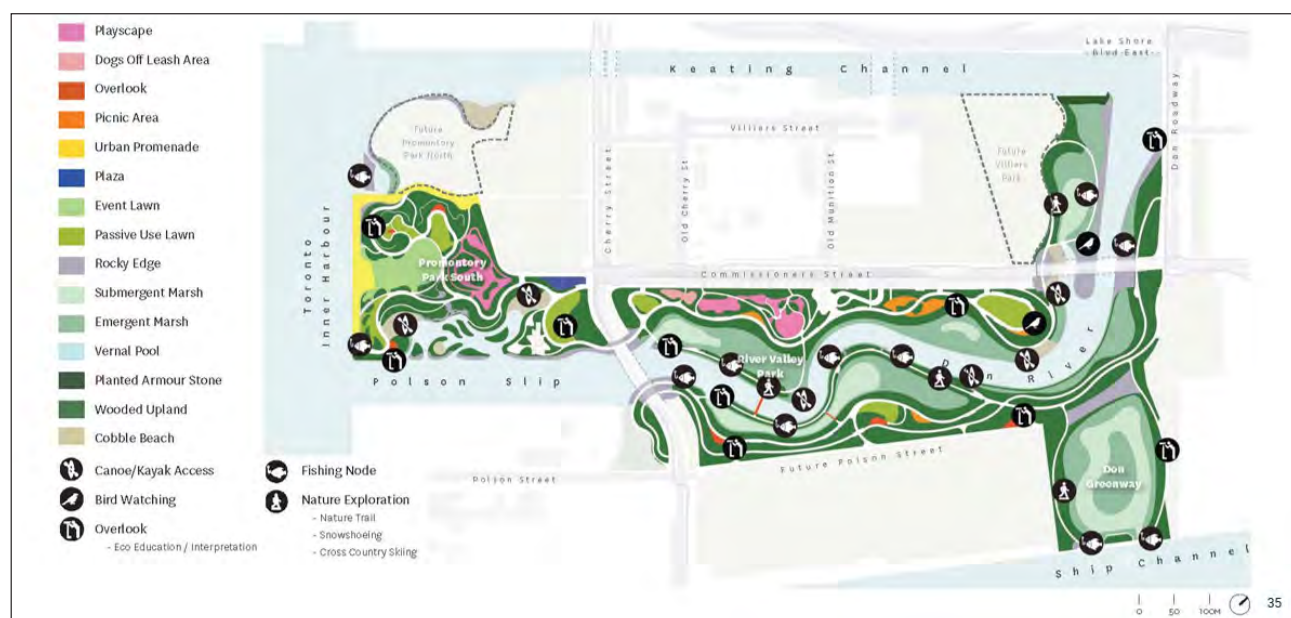 Playscape
Dogs Off Leash Area
Overlook
Picnic Area
Urban Promenade
Plaza
Event Lawn
Passive Use Lawn
Rocky Edge
Submergent Marsh
Emergent Marsh
Vernal Pool
Planted Armour Stone
Wooded Upland
Cobble Beach
Canoe/Kayak Access
Bird Watching
Overlook
- Eco Education / Interpretation
Fishing Node
Nature Exploration
- Nature Trail
- Snowshoeing
- Cross Country Skiing
Lake Shore
Blvd East
Keating Channel
Don Roadway
Future
Promontory
Park North
Villiers Street
Future
Villiers
Park
Cherry Street
Old Cherry St
Old Munition St
Toronto
Inner Harbour
Promontory
Park South
Commissioners Street
River Valley
Park
Don River
Polson Slip
Future Polson Street
Polson Street
Don
Greenway
Ship Channel
0 50 100M
35